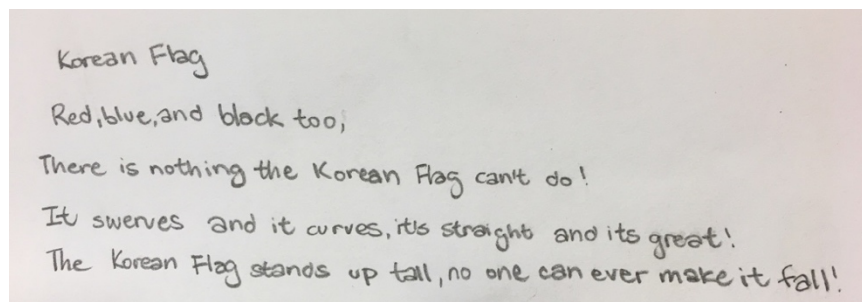 Korean Flag
Red, blue, and black too,
There is nothing the Korean Flag can't do!
It swerves and it curves, it's straight and its great!
The Korean Flag stands up tall, no one can ever make it fall!